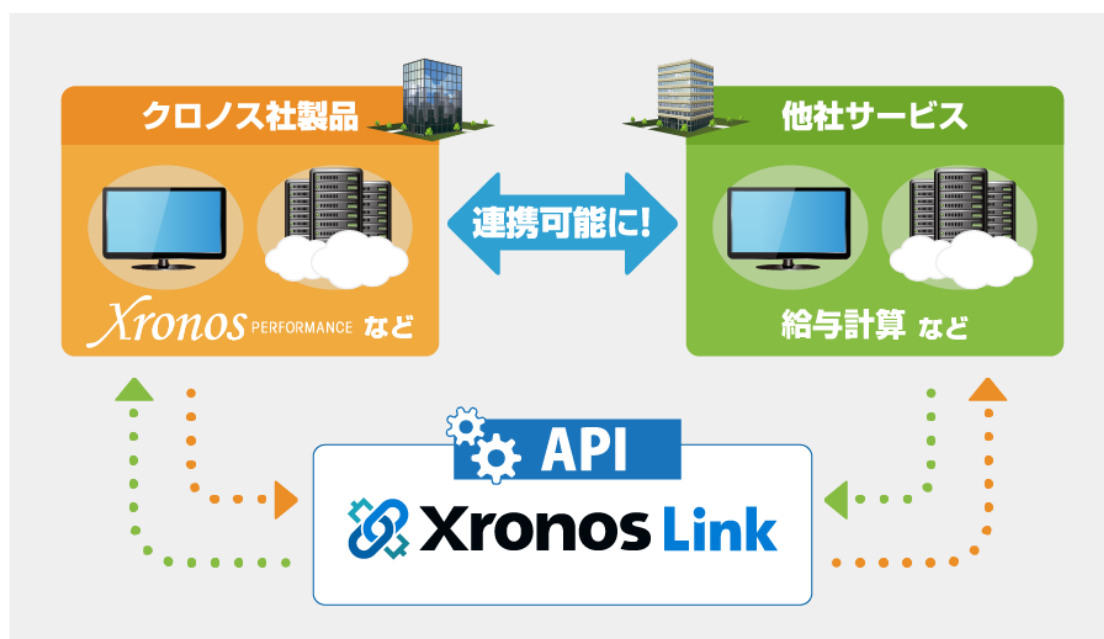 クロノス社製品
他社サービス
連携可能に!
Xronos PERFORMANCE など
給与計算 など
API
Xronos Link